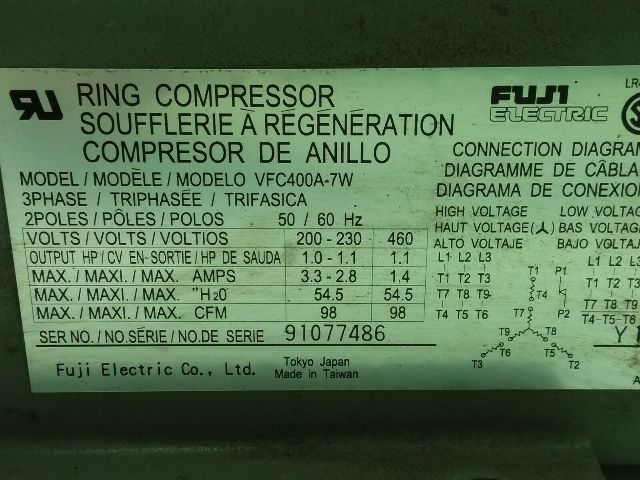 RU RING COMPRESSOR
SOUFFLERIE À RÉGÉNÉRATION
COMPRESOR DE ANILLO
MODEL / MODÈLE / MODELO VFC400A-7W
3PHASE / TRIPHASÉE / TRIFASICA
2POLES / PÔLES / POLOS 50 / 60 Hz
VOLTS / VOLTS / VOLTIOS 200-230 460
OUTPUT HP / CV EN-SORTIE / HP DE SAUDA 1.0-1.1 1.1
MAX. / MAXI. / MAX. AMPS 3.3-2.8 1.4
MAX. / MAXI. / MAX. "H2O 54.5 54.5
MAX. / MAXI. / MAX. CFM 98 98
SER NO. / NO. SÉRIE / NO. DE SERIE 91077486
Fuji Electric Co., Ltd.
Tokyo Japan
Made in Taiwan
FUJI
ELECTRIC
CONNECTION DIAGRAM
DIAGRAMME DE CÂBLA
DIAGRAMA DE CONEXION
HIGH VOLTAGE LOW VOLTAG
HAUT VOLTAGE (⅄) BAS VOLTAG
ALTO VOLTAJE BAJO VOLTAJ
L1 L2 L3 L1 L2 L3
T1 T2 T3 T1 T2 T3
T7 T8 T9 T7 T8 T9
T4 T5 T6 T4-T5-T6
T1 P1
T4
T7 P2
T9 T8
T6 T5
T3 T2